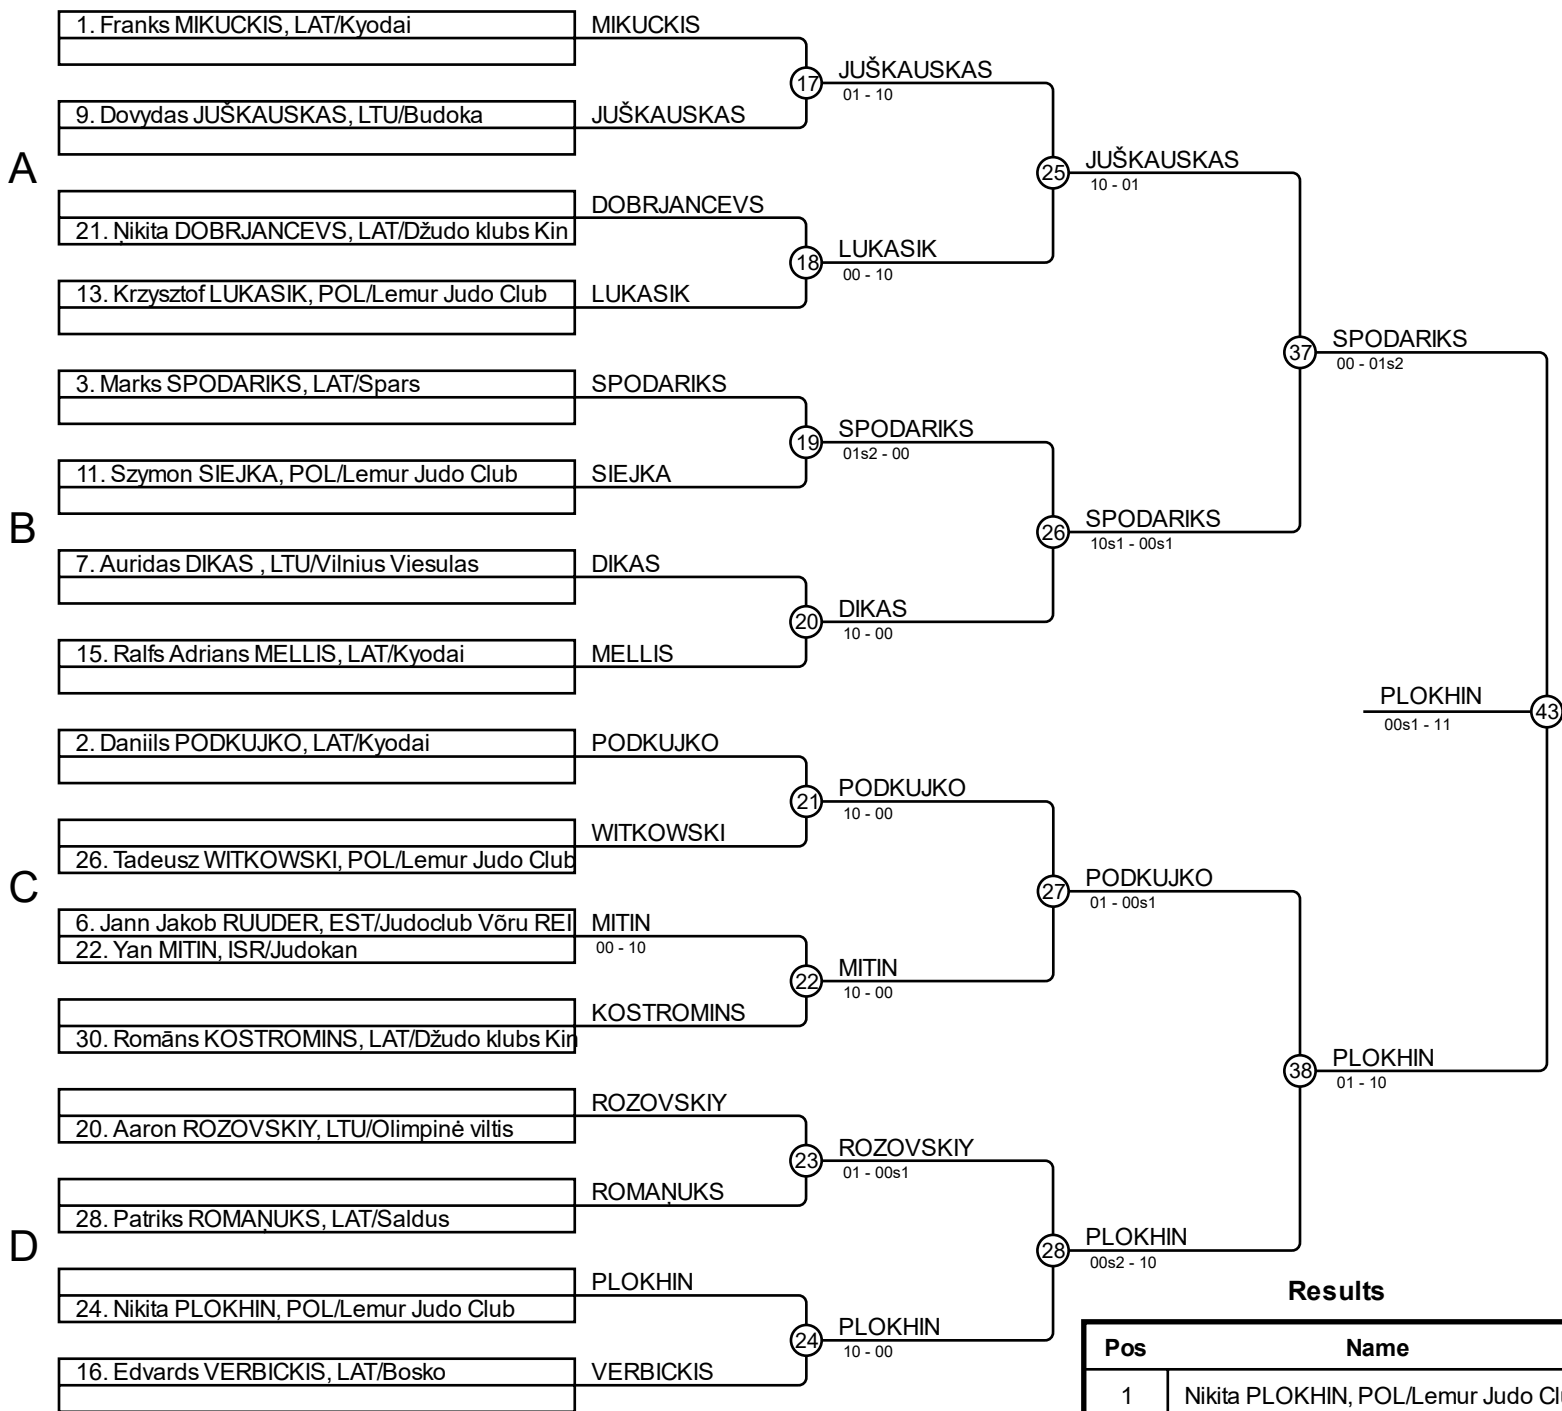 A
1. Franks MIKUCKIS, LAT/Kyodai
9. Dovydas JUŠKAUSKAS, LTU/Budoka
21. Ņikita DOBRJANCEVS, LAT/Džudo klubs Kin
13. Krzysztof LUKASIK, POL/Lemur Judo Club
B
3. Marks SPODARIKS, LAT/Spars
11. Szymon SIEJKA, POL/Lemur Judo Club
7. Auridas DIKAS , LTU/Vilnius Viesulas
15. Ralfs Adrians MELLIS, LAT/Kyodai
C
2. Daniils PODKUJKO, LAT/Kyodai
26. Tadeusz WITKOWSKI, POL/Lemur Judo Club
6. Jann Jakob RUUDER, EST/Judoclub Võru REI
22. Yan MITIN, ISR/Judokan
30. Romāns KOSTROMINS, LAT/Džudo klubs Kin
D
20. Aaron ROZOVSKIY, LTU/Olimpinė viltis
28. Patriks ROMAŅUKS, LAT/Saldus
24. Nikita PLOKHIN, POL/Lemur Judo Club
16. Edvards VERBICKIS, LAT/Bosko
MIKUCKIS
JUŠKAUSKAS
DOBRJANCEVS
LUKASIK
SPODARIKS
SIEJKA
DIKAS
MELLIS
PODKUJKO
WITKOWSKI
MITIN
00 - 10
KOSTROMINS
ROZOVSKIY
ROMAŅUKS
PLOKHIN
VERBICKIS
17
JUŠKAUSKAS
01 - 10
18
LUKASIK
00 - 10
19
SPODARIKS
01s2 - 00
20
DIKAS
10 - 00
21
PODKUJKO
10 - 00
22
MITIN
10 - 00
23
ROZOVSKIY
01 - 00s1
24
PLOKHIN
10 - 00
25
JUŠKAUSKAS
10 - 01
26
SPODARIKS
10s1 - 00s1
27
PODKUJKO
01 - 00s1
28
PLOKHIN
00s2 - 10
37
SPODARIKS
00 - 01s2
38
PLOKHIN
01 - 10
PLOKHIN
00s1 - 11
43
Results
Pos Name
1 Nikita PLOKHIN, POL/Lemur Judo